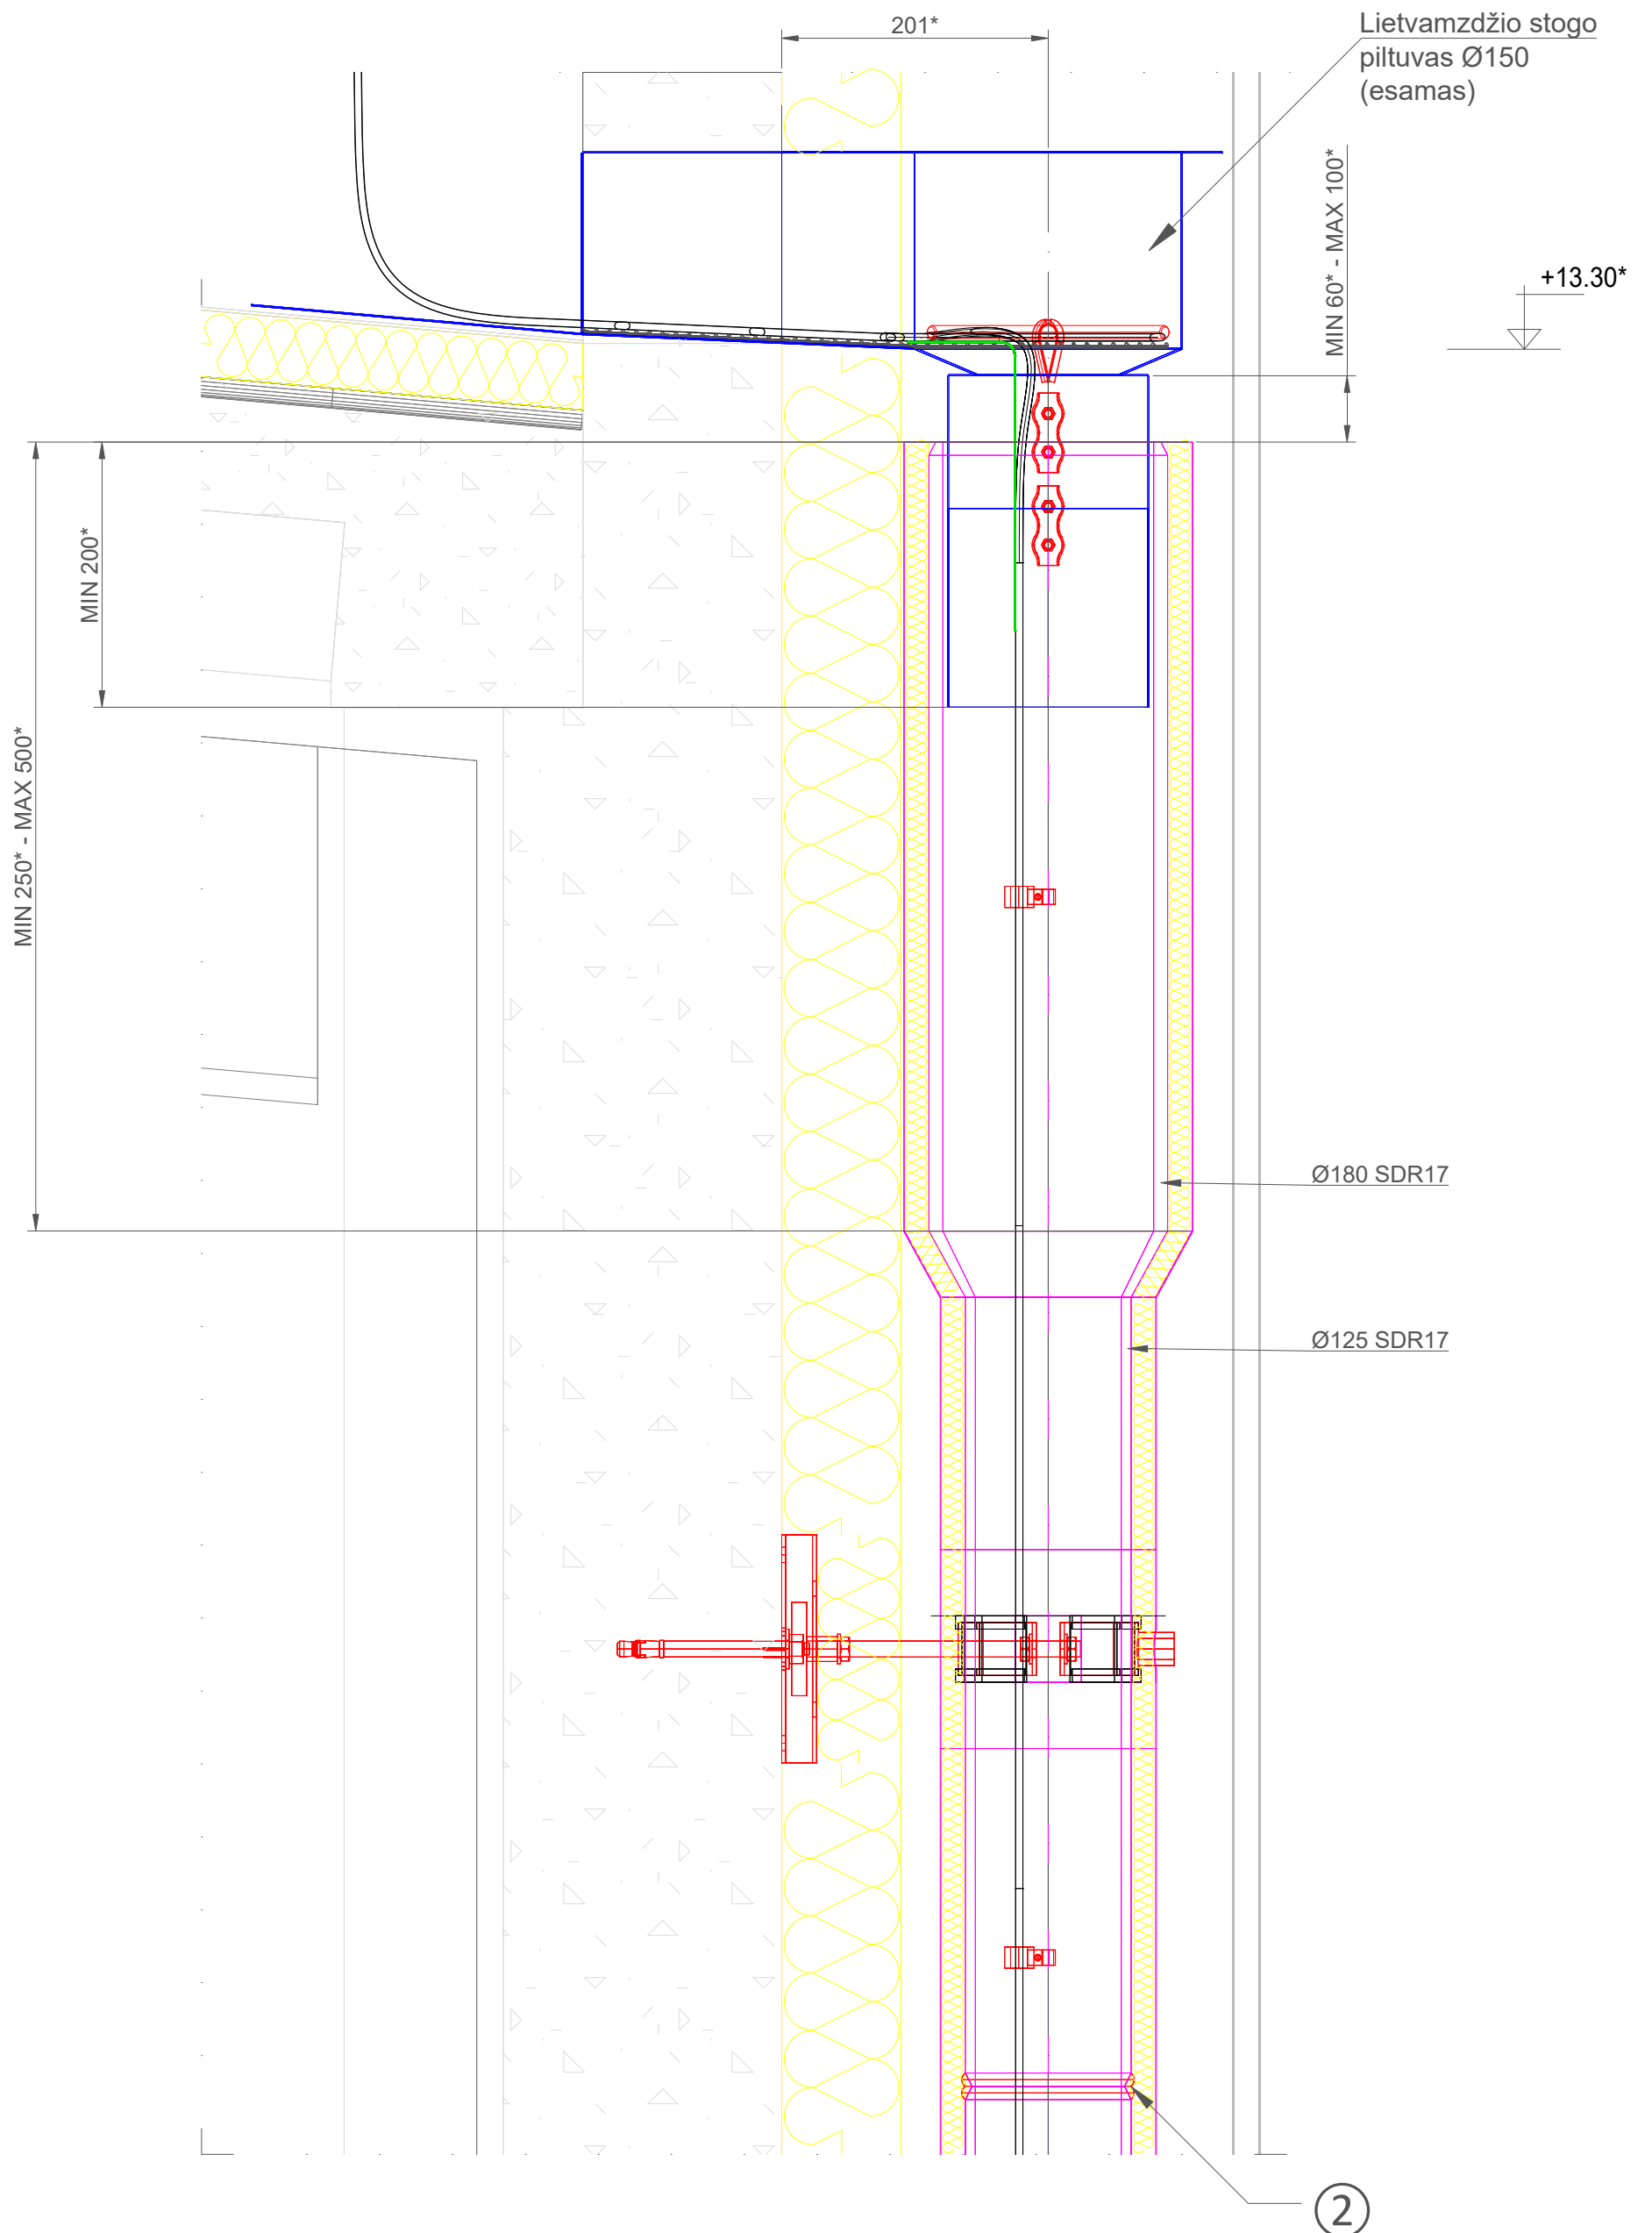 201*
Lietvamzdžio stogo
piltuvas Ø150
(esamas)
MIN 60* - MAX 100*
+13.30*
MIN 200*
MIN 250* - MAX 500*
Ø180 SDR17
Ø125 SDR17
2